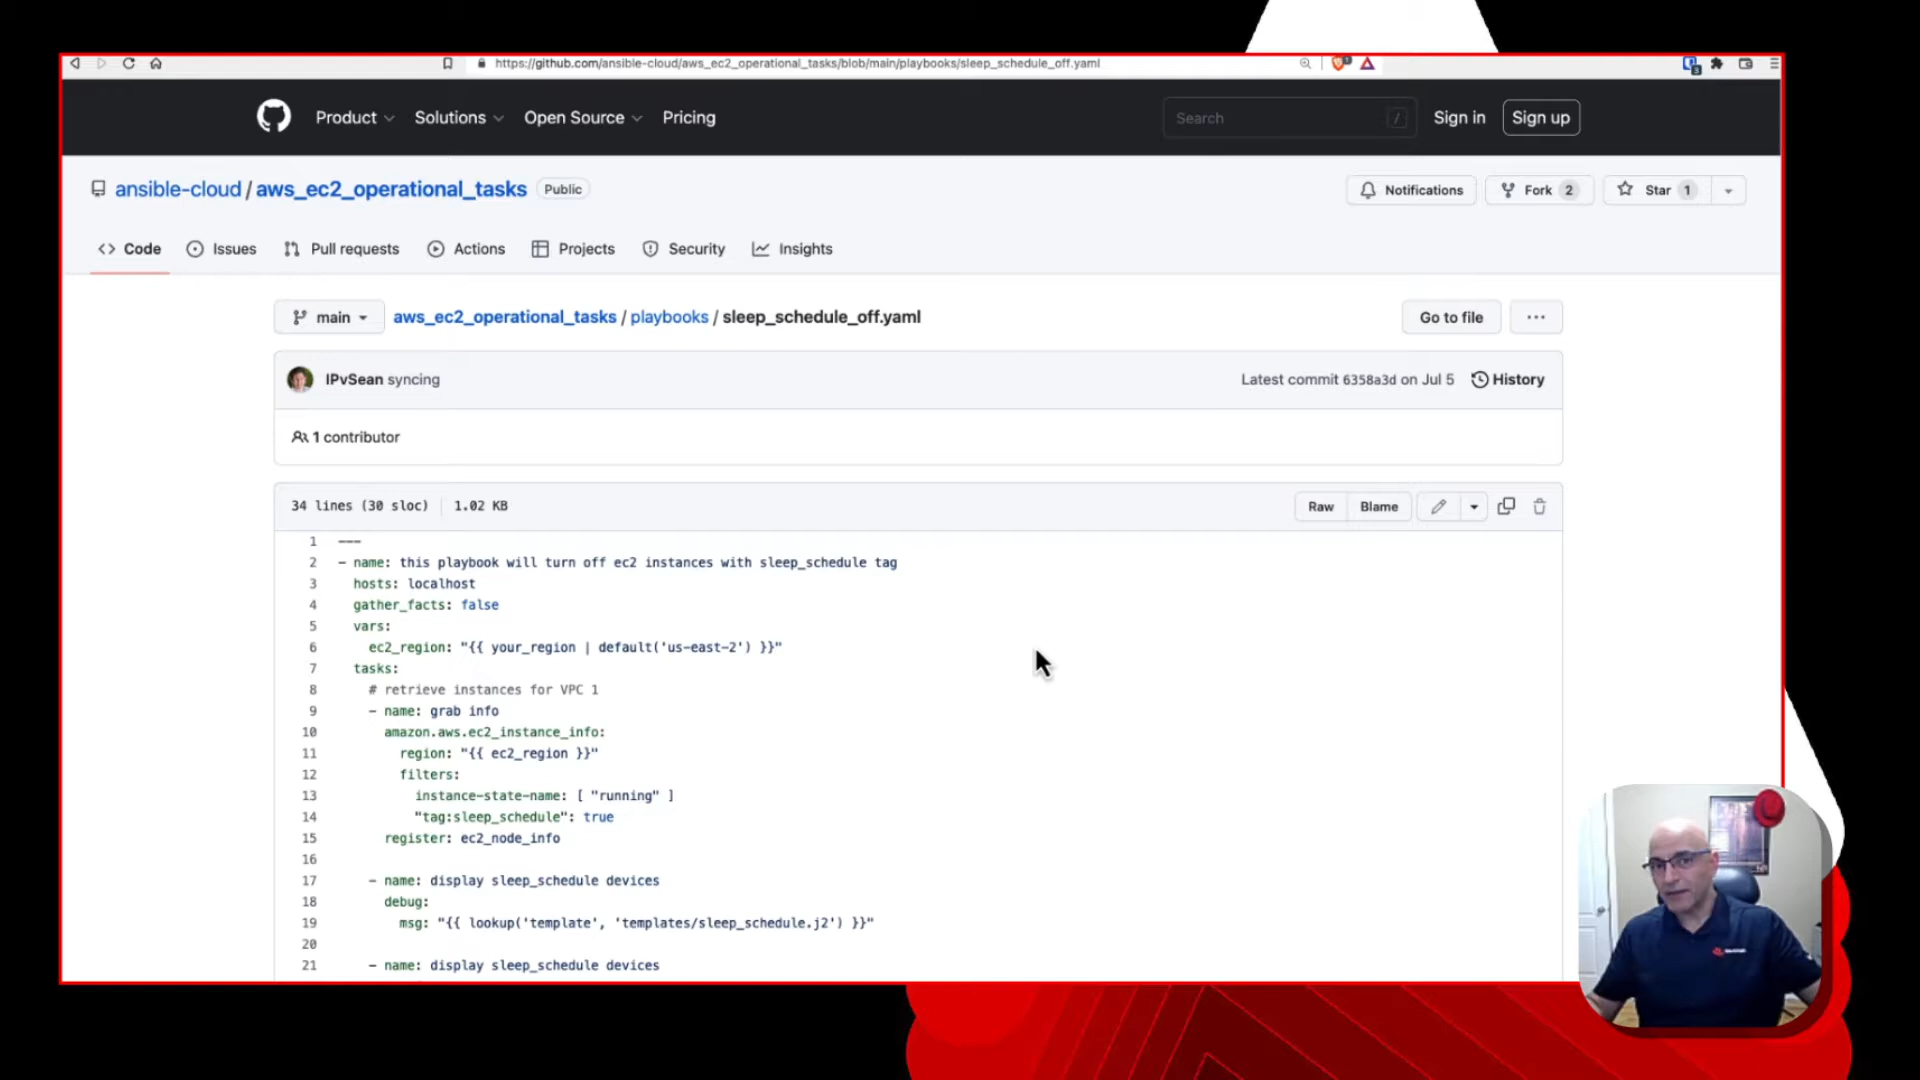 https://github.com/ansible-cloud/aws_ec2_operational_tasks/blob/main/playbooks/sleep_schedule_off.yaml
Product Solutions Open Source Pricing Search / Sign in Sign up
ansible-cloud / aws_ec2_operational_tasks Public Notifications Fork 2 Star 1
Code Issues Pull requests Actions Projects Security Insights
main aws_ec2_operational_tasks / playbooks / sleep_schedule_off.yaml Go to file ...
IPvSean syncing Latest commit 6358a3d on Jul 5 History
1 contributor
34 lines (30 sloc) 1.02 KB Raw Blame
1 ---
2 - name: this playbook will turn off ec2 instances with sleep_schedule tag
3 hosts: localhost
4 gather_facts: false
5 vars:
6 ec2_region: "{{ your_region | default('us-east-2') }}"
7 tasks:
8 # retrieve instances for VPC 1
9 - name: grab info
10 amazon.aws.ec2_instance_info:
11 region: "{{ ec2_region }}"
12 filters:
13 instance-state-name: [ "running" ]
14 "tag:sleep_schedule": true
15 register: ec2_node_info
16
17 - name: display sleep_schedule devices
18 debug:
19 msg: "{{ lookup('template', 'templates/sleep_schedule.j2') }}"
20
21 - name: display sleep_schedule devices